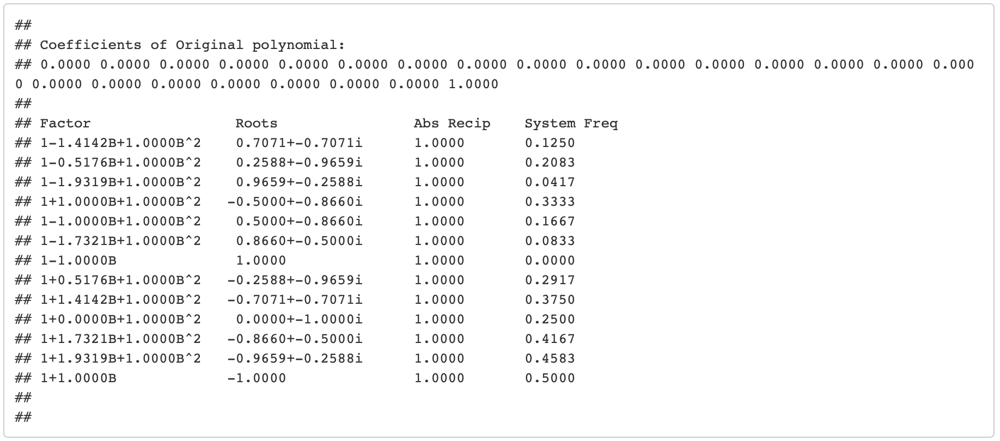 ##
## Coefficients of Original polynomial:
## 0.0000 0.0000 0.0000 0.0000 0.0000 0.0000 0.0000 0.0000 0.0000 0.0000 0.0000 0.0000 0.0000 0.0000 0.0000 0.000
0 0.0000 0.0000 0.0000 0.0000 0.0000 0.0000 0.0000 1.0000
##
## Factor                 Roots                Abs Recip    System Freq
## 1-1.4142B+1.0000B^2    0.7071+-0.7071i      1.0000       0.1250
## 1-0.5176B+1.0000B^2    0.2588+-0.9659i      1.0000       0.2083
## 1-1.9319B+1.0000B^2    0.9659+-0.2588i      1.0000       0.0417
## 1+1.0000B+1.0000B^2   -0.5000+-0.8660i      1.0000       0.3333
## 1-1.0000B+1.0000B^2    0.5000+-0.8660i      1.0000       0.1667
## 1-1.7321B+1.0000B^2    0.8660+-0.5000i      1.0000       0.0833
## 1-1.0000B              1.0000               1.0000       0.0000
## 1+0.5176B+1.0000B^2   -0.2588+-0.9659i      1.0000       0.2917
## 1+1.4142B+1.0000B^2   -0.7071+-0.7071i      1.0000       0.3750
## 1+0.0000B+1.0000B^2    0.0000+-1.0000i      1.0000       0.2500
## 1+1.7321B+1.0000B^2   -0.8660+-0.5000i      1.0000       0.4167
## 1+1.9319B+1.0000B^2   -0.9659+-0.2588i      1.0000       0.4583
## 1+1.0000B             -1.0000               1.0000       0.5000
##
##